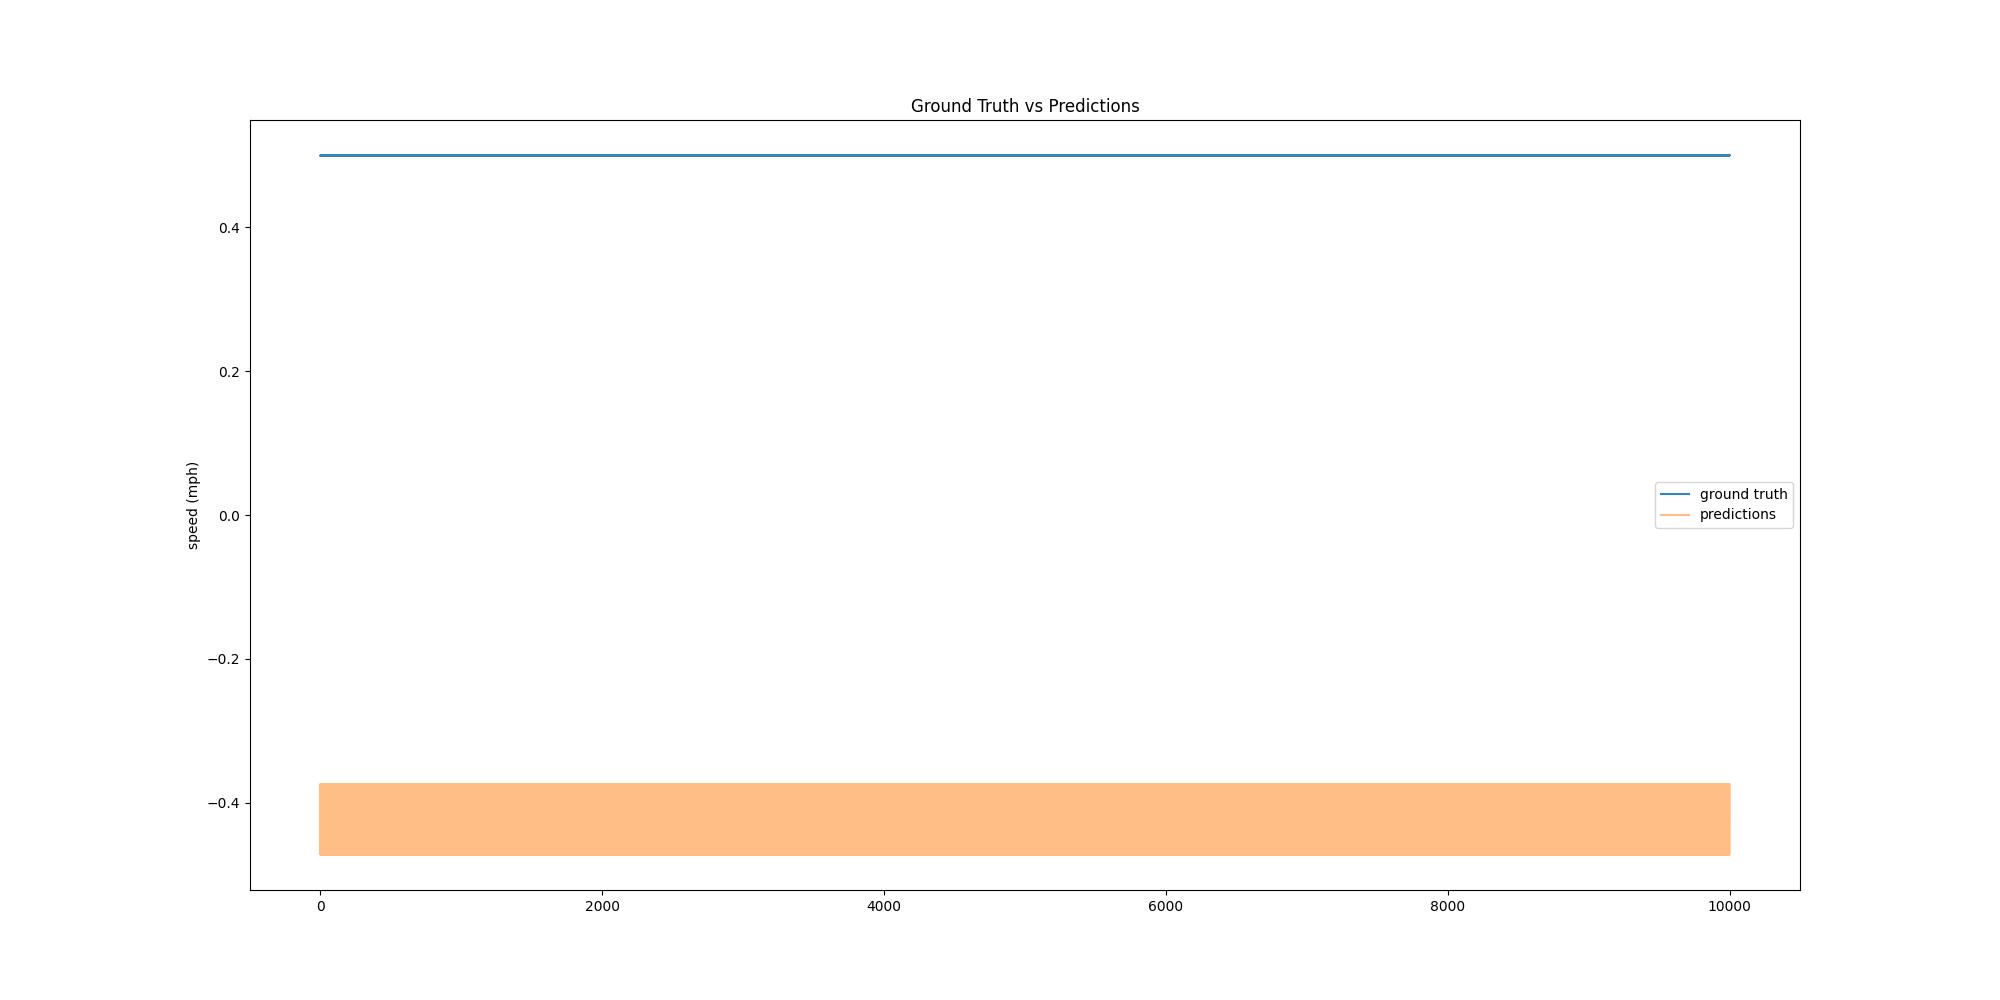 Ground Truth vs Predictions
speed (mph)
0.4
0.2
0.0
−0.2
−0.4
ground truth
predictions
0 2000 4000 6000 8000 10000